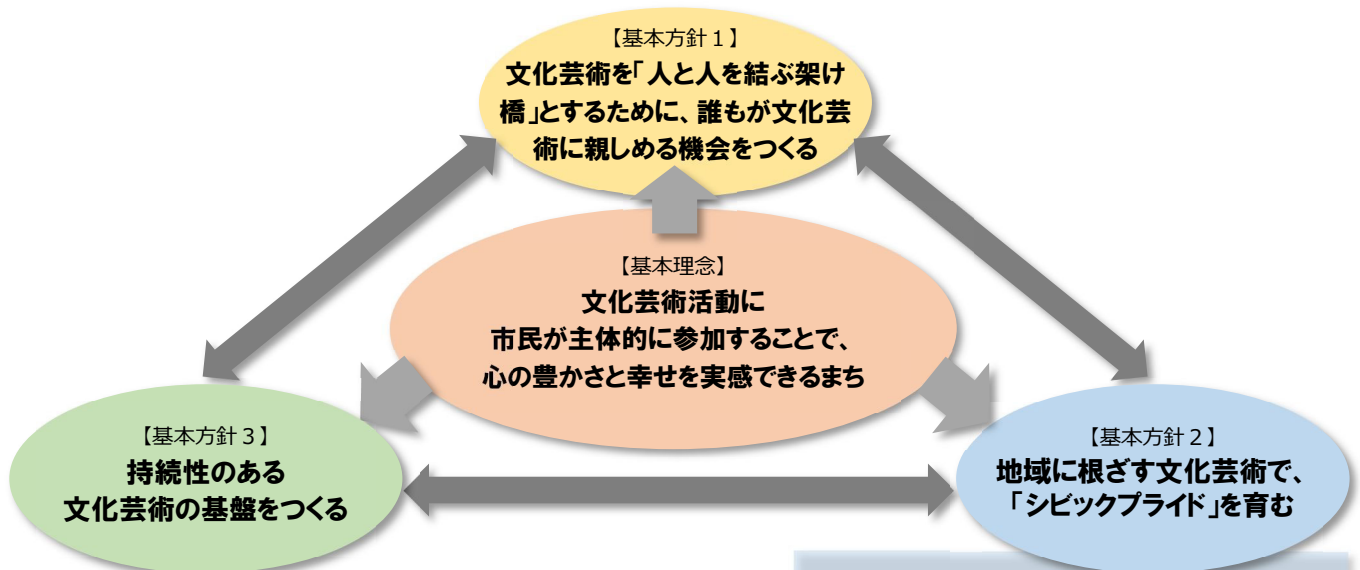 【基本方針１】
文化芸術を「人と人を結ぶ架け
橋」とするために、誰もが文化芸
術に親しめる機会をつくる
【基本理念】
文化芸術活動に
市民が主体的に参加することで、
心の豊かさと幸せを実感できるまち
【基本方針３】
持続性のある
文化芸術の基盤をつくる
【基本方針２】
地域に根ざす文化芸術で、
「シビックプライド」を育む